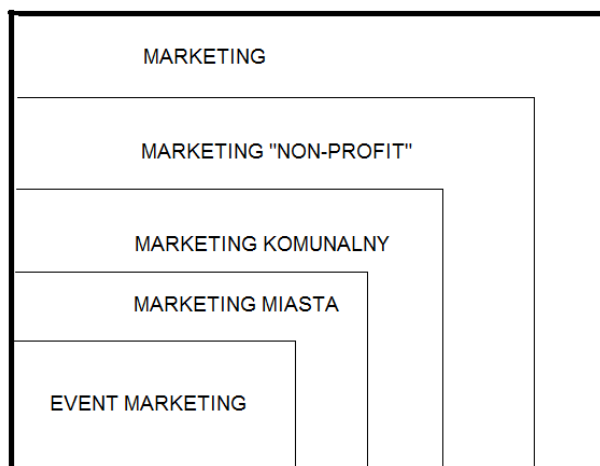 MARKETING
MARKETING "NON-PROFIT"
MARKETING KOMUNALNY
MARKETING MIASTA
EVENT MARKETING